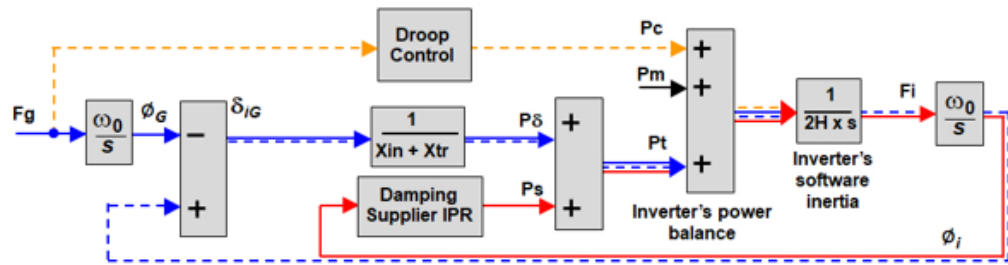 Droop
Control
Pc
Pm
Fg
ω₀
s
ϕG
δiG
1
Xin + Xtr
Pδ
Damping
Supplier IPR
Ps
Pt
Inverter's power
balance
1
2H x s
Inverter's
software
inertia
Fi
ω₀
s
ϕi
−
+
+
+
+
+
+